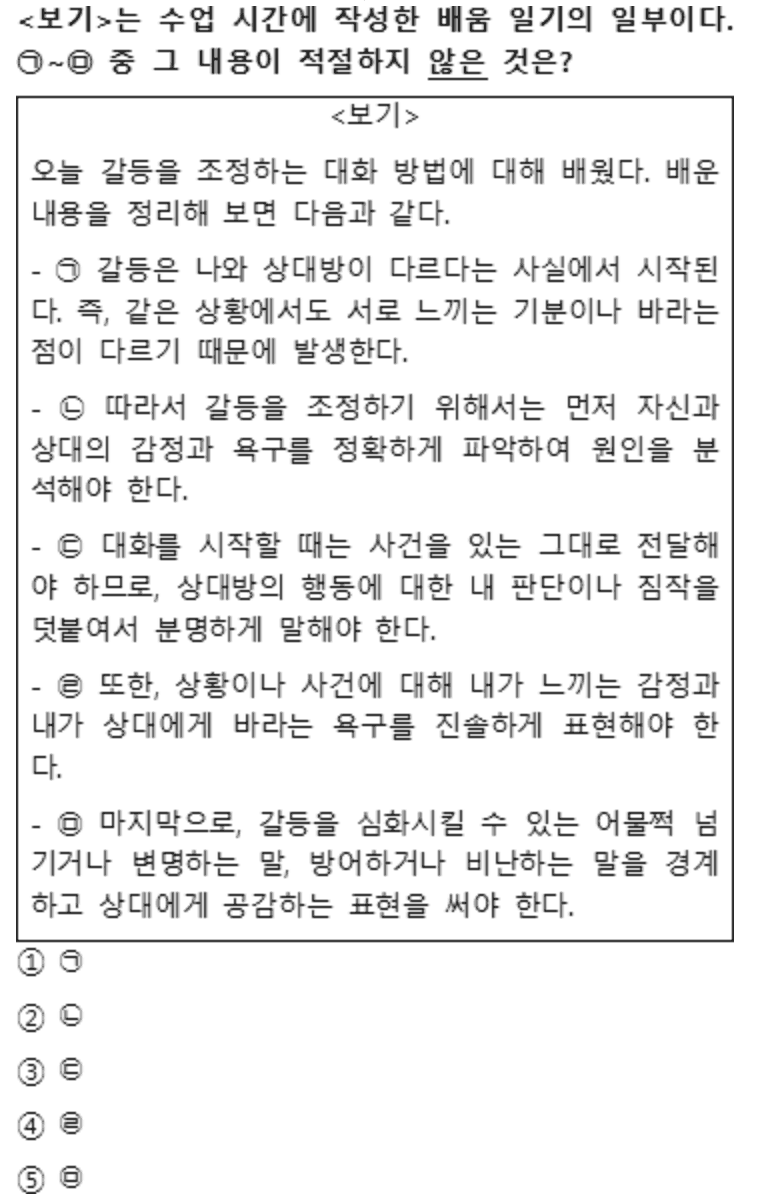 <보기>는 수업 시간에 작성한 배움 일기의 일부이다.
㉠~㉤ 중 그 내용이 적절하지 않은 것은?
<보기>
오늘 갈등을 조정하는 대화 방법에 대해 배웠다. 배운
내용을 정리해 보면 다음과 같다.
- ㉠ 갈등은 나와 상대방이 다르다는 사실에서 시작된
다. 즉, 같은 상황에서도 서로 느끼는 기분이나 바라는
점이 다르기 때문에 발생한다.
- ㉡ 따라서 갈등을 조정하기 위해서는 먼저 자신과
상대의 감정과 욕구를 정확하게 파악하여 원인을 분
석해야 한다.
- ㉢ 대화를 시작할 때는 사건을 있는 그대로 전달해
야 하므로, 상대방의 행동에 대한 내 판단이나 짐작을
덧붙여서 분명하게 말해야 한다.
- ㉣ 또한, 상황이나 사건에 대해 내가 느끼는 감정과
내가 상대에게 바라는 욕구를 진솔하게 표현해야 한
다.
- ㉤ 마지막으로, 갈등을 심화시킬 수 있는 어물쩍 넘
기거나 변명하는 말, 방어하거나 비난하는 말을 경계
하고 상대에게 공감하는 표현을 써야 한다.
① ㉠
② ㉡
③ ㉢
④ ㉣
⑤ ㉤